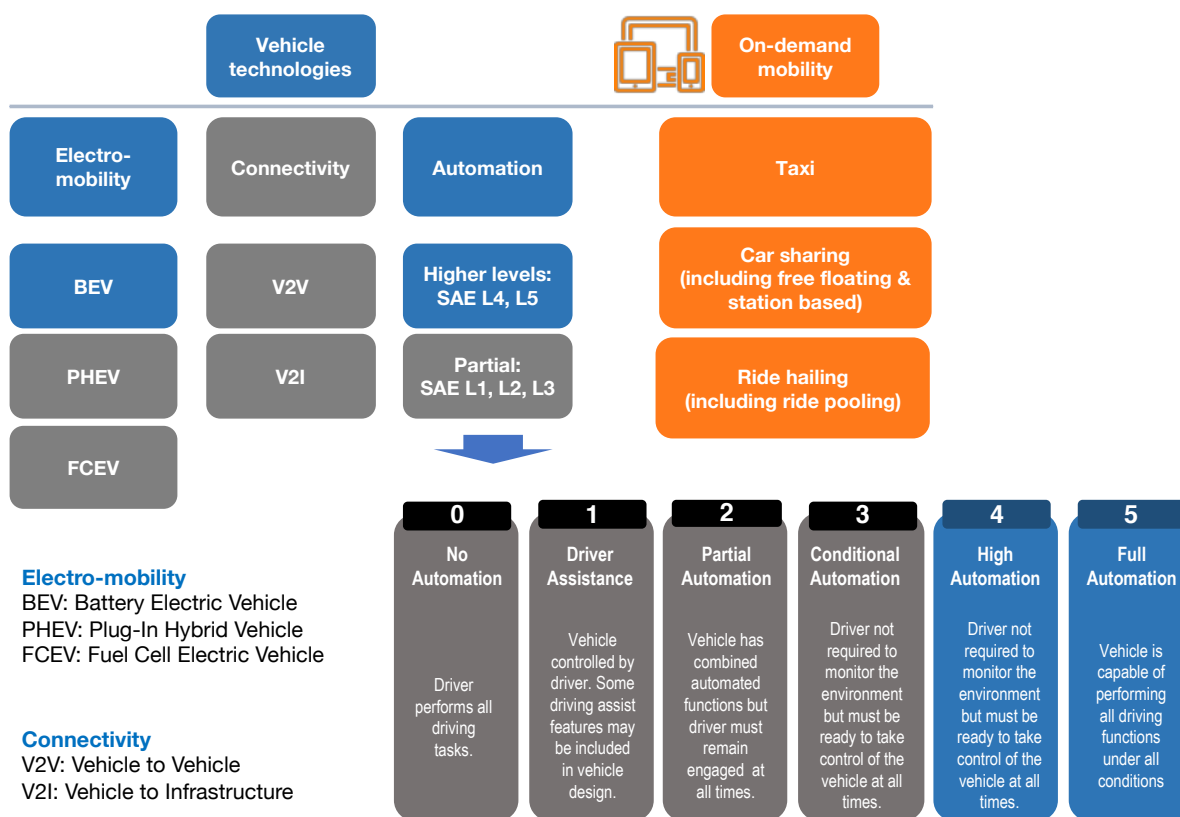 Vehicle
technologies
On-demand
mobility
Electro-
mobility
Connectivity
Automation
Taxi
BEV
V2V
Higher levels:
SAE L4, L5
Car sharing
(including free floating &
station based)
PHEV
V2I
Partial:
SAE L1, L2, L3
Ride hailing
(including ride pooling)
FCEV
Electro-mobility
BEV: Battery Electric Vehicle
PHEV: Plug-In Hybrid Vehicle
FCEV: Fuel Cell Electric Vehicle
Connectivity
V2V: Vehicle to Vehicle
V2I: Vehicle to Infrastructure
0
No
Automation
Driver
performs all
driving
tasks.
1
Driver
Assistance
Vehicle
controlled by
driver. Some
driving assist
features may
be included
in vehicle
design.
2
Partial
Automation
Vehicle has
combined
automated
functions but
driver must
remain
engaged at
all times.
3
Conditional
Automation
Driver not
required to
monitor the
environment
but must be
ready to take
control of the
vehicle at all
times.
4
High
Automation
Driver not
required to
monitor the
environment
but must be
ready to take
control of the
vehicle at all
times.
5
Full
Automation
Vehicle is
capable of
performing
all driving
functions
under all
conditions